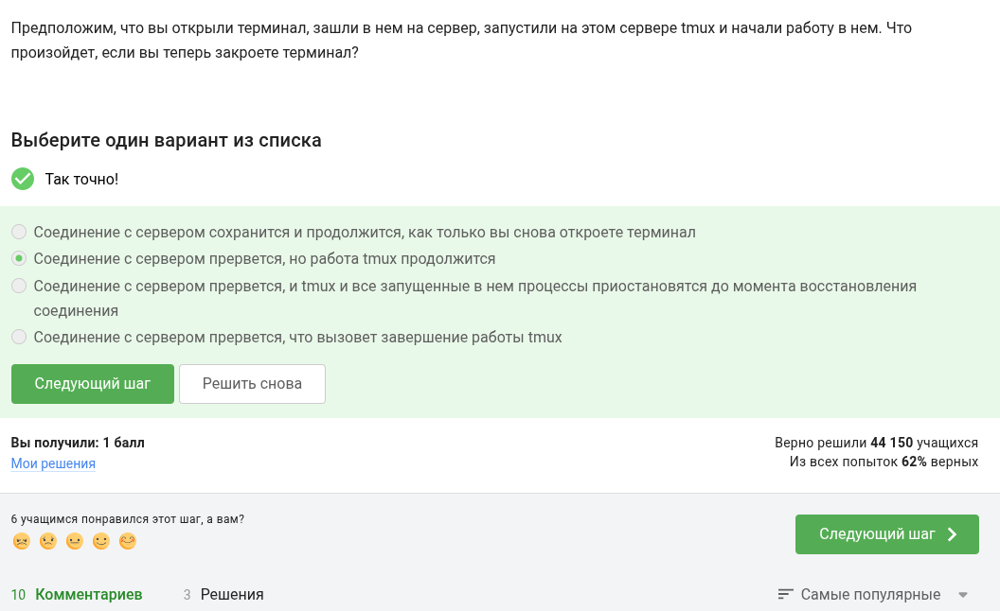 Предположим, что вы открыли терминал, зашли в нем на сервер, запустили на этом сервере tmux и начали работу в нем. Что
произойдет, если вы теперь закроете терминал?
Выберите один вариант из списка
Так точно!
Соединение с сервером сохранится и продолжится, как только вы снова откроете терминал
Соединение с сервером прервется, но работа tmux продолжится
Соединение с сервером прервется, и tmux и все запущенные в нем процессы приостановятся до момента восстановления
соединения
Соединение с сервером прервется, что вызовет завершение работы tmux
Следующий шаг
Решить снова
Вы получили: 1 балл
Мои решения
Верно решили 44 150 учащихся
Из всех попыток 62% верных
6 учащимся понравился этот шаг, а вам?
Следующий шаг
10 Комментариев
3 Решения
Самые популярные